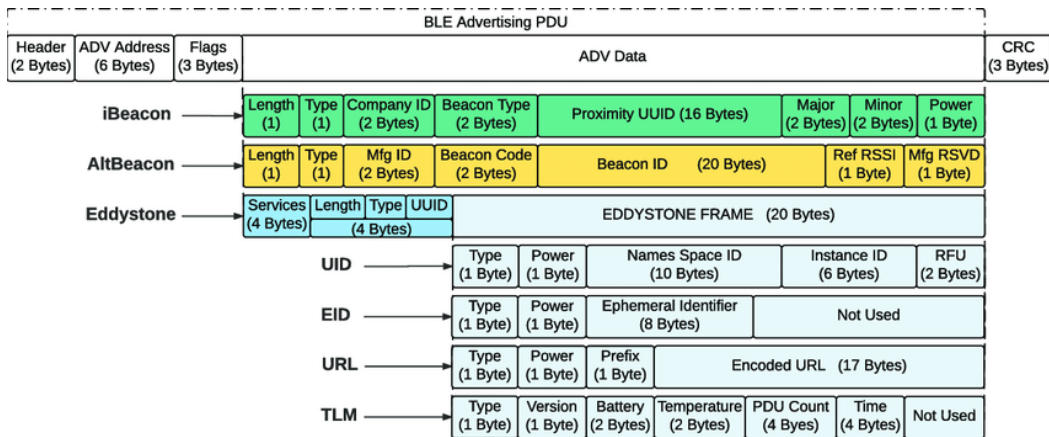 BLE Advertising PDU
Header ADV Address Flags CRC
(2 Bytes) (6 Bytes) (3 Bytes) ADV Data (3 Bytes)
iBeacon Length Type Company ID Beacon Type Proximity UUID (16 Bytes) Major Minor Power
(1) (1) (2 Bytes) (2 Bytes) (2 Bytes) (2 Bytes) (1 Byte)
AltBeacon Length Type Mfg ID Beacon Code Beacon ID (20 Bytes) Ref RSSI Mfg RSVD
(1) (1) (2 Bytes) (2 Bytes) (1 Byte) (1 Byte)
Eddystone Services Length Type UUID EDDYSTONE FRAME (20 Bytes)
(4 Bytes) (4 Bytes)
UID Type Power Names Space ID Instance ID RFU
(1 Byte) (1 Byte) (10 Bytes) (6 Bytes) (2 Bytes)
EID Type Power Ephemeral Identifier Not Used
(1 Byte) (1 Byte) (8 Bytes)
URL Type Power Prefix Encoded URL (17 Bytes)
(1 Byte) (1 Byte) (1 Byte)
TLM Type Version Battery Temperature PDU Count Time Not Used
(1 Byte) (1 Byte) (2 Bytes) (2 Bytes) (4 Byes) (4 Bytes)